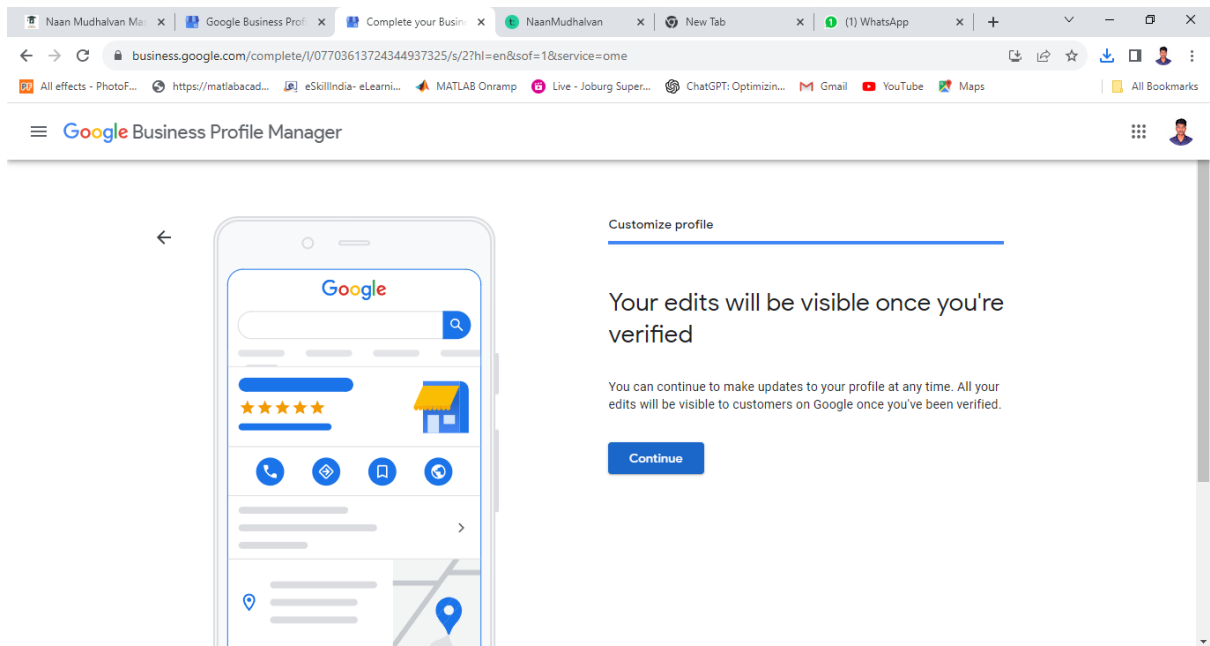 Naan Mudhalvan Ma
Google Business Prof
Complete your Busin
NaanMudhalvan
New Tab
(1) WhatsApp
business.google.com/complete/l/07703613724344937325/s/2?hl=en&sof=1&service=ome
All effects - PhotoF...
https://matlabacad...
eSkillIndia- eLearni...
MATLAB Onramp
Live - Joburg Super...
ChatGPT: Optimizin...
Gmail
YouTube
Maps
All Bookmarks
Google Business Profile Manager
Google
Customize profile
Your edits will be visible once you're
verified
You can continue to make updates to your profile at any time. All your
edits will be visible to customers on Google once you've been verified.
Continue